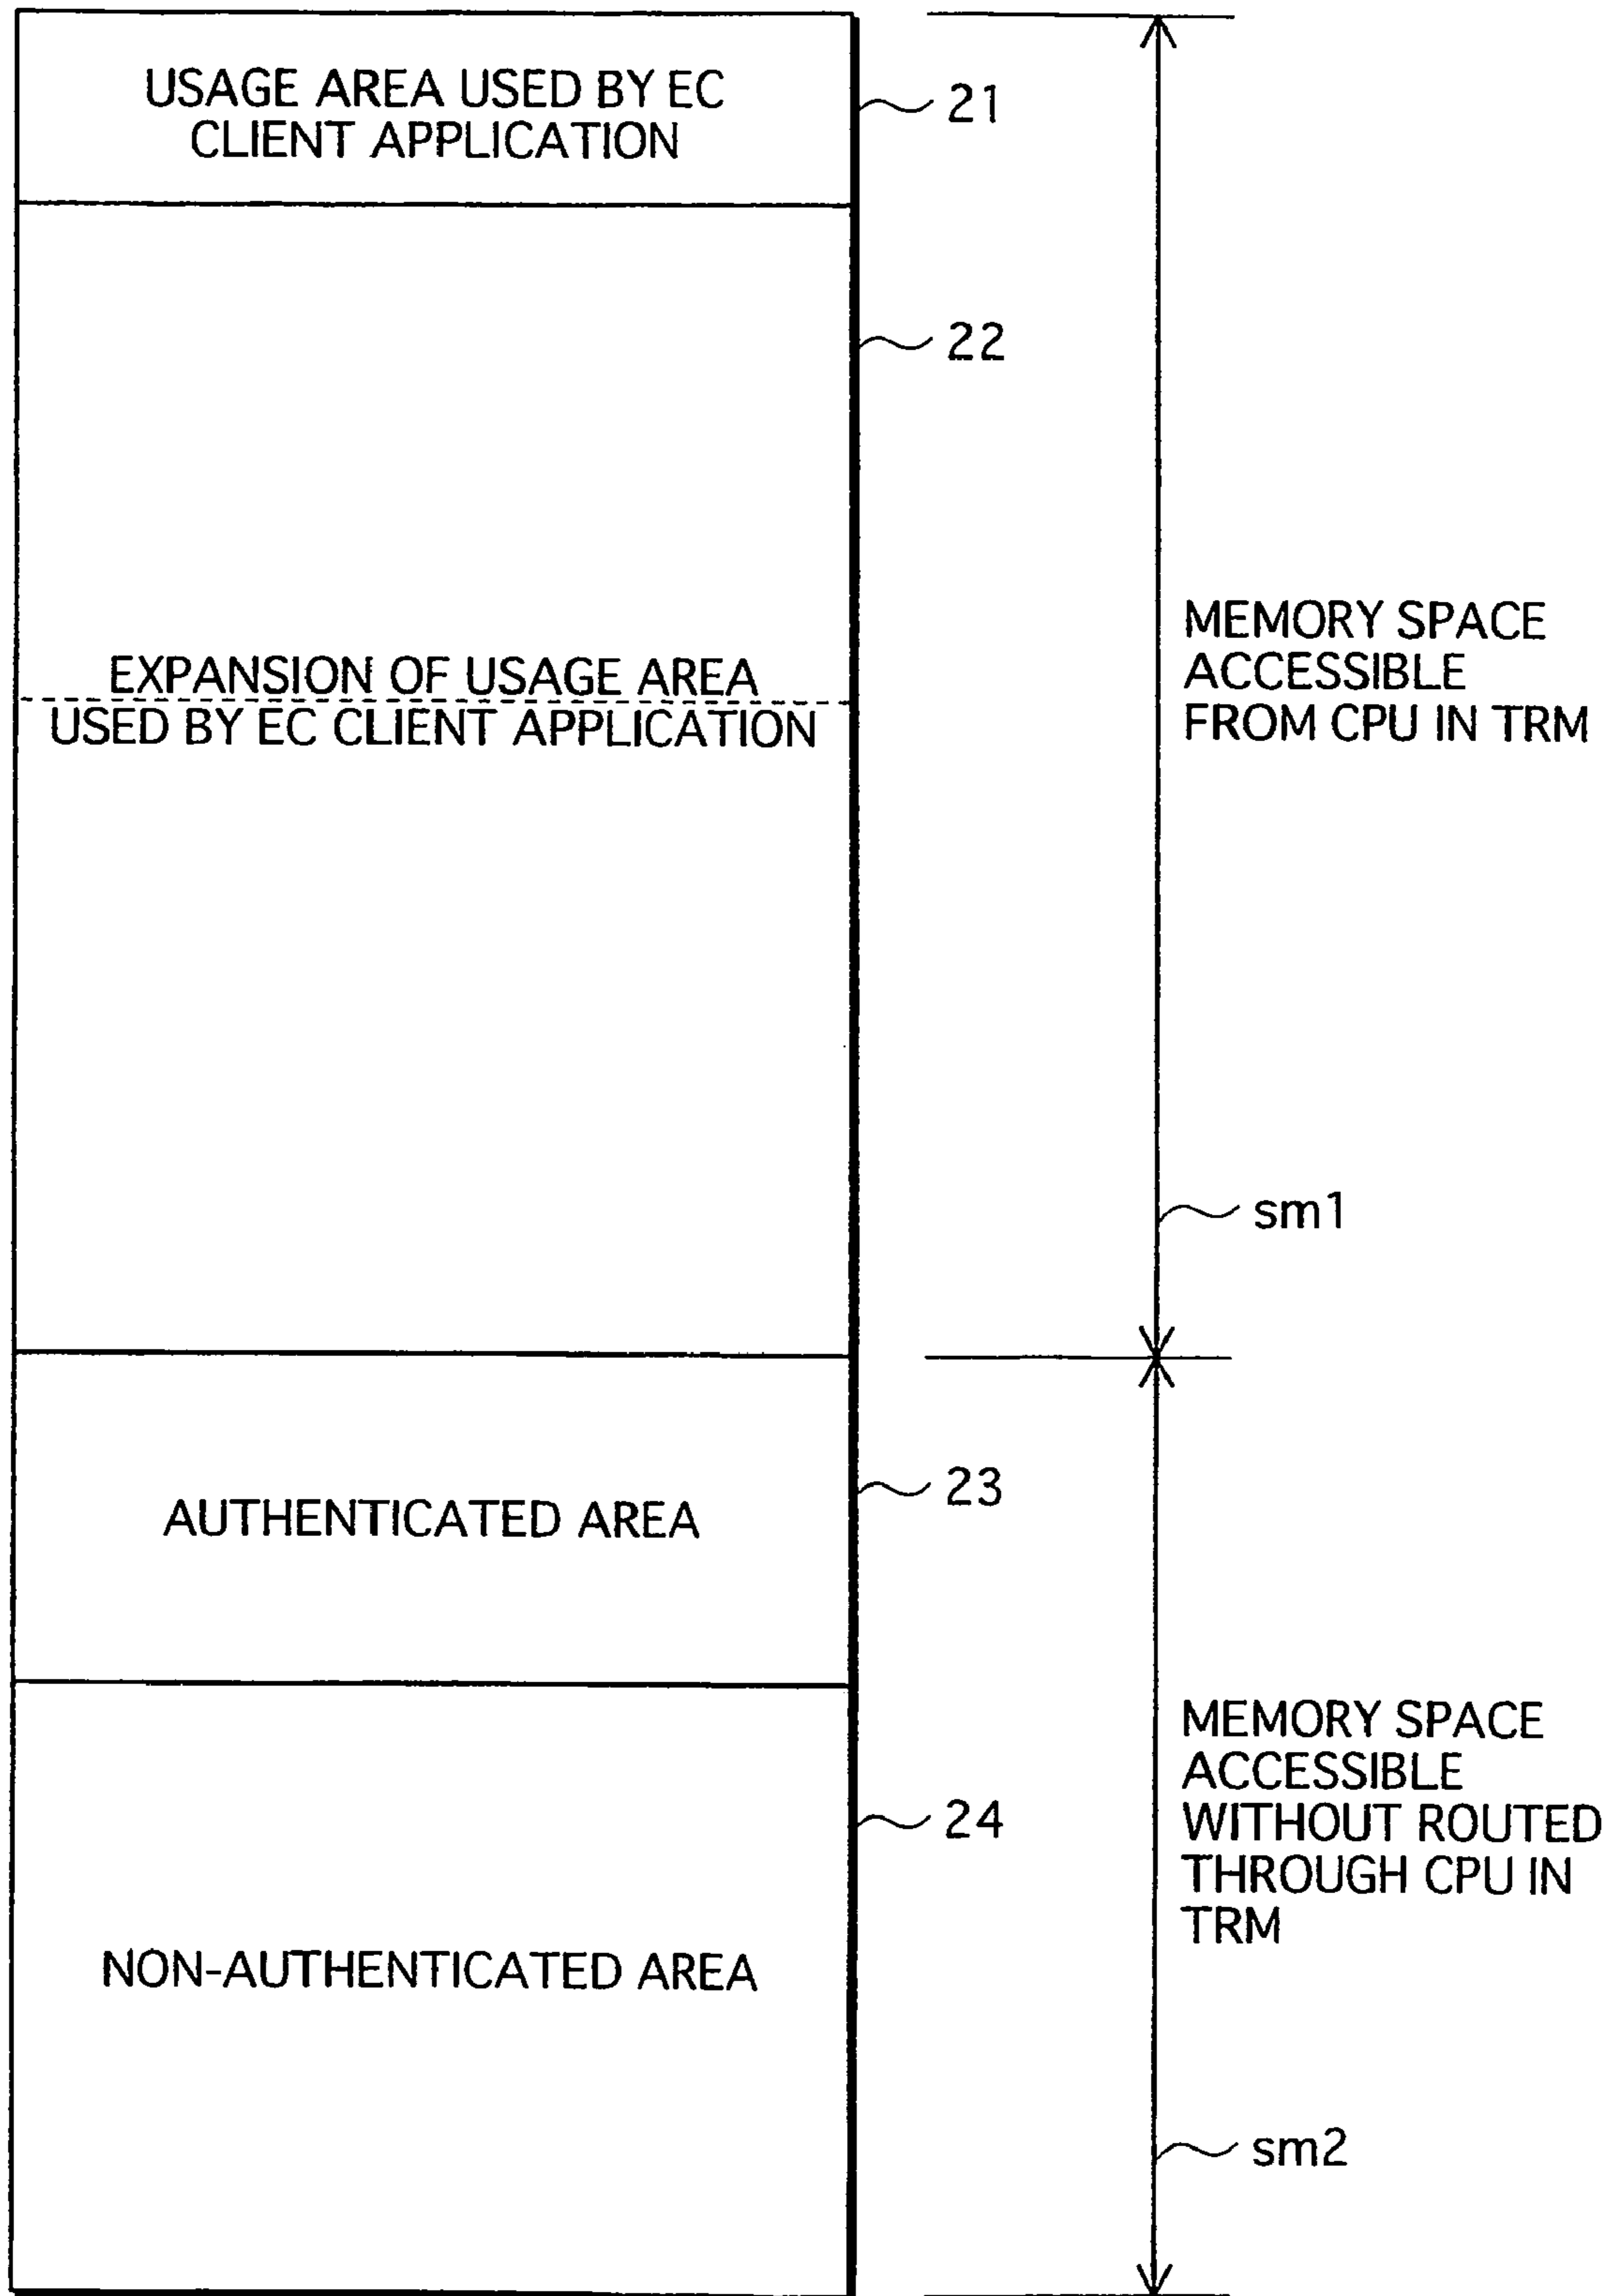 USAGE AREA USED BY EC
CLIENT APPLICATION
21
22
EXPANSION OF USAGE AREA
USED BY EC CLIENT APPLICATION
MEMORY SPACE
ACCESSIBLE
FROM CPU IN TRM
sm1
AUTHENTICATED AREA
23
NON-AUTHENTICATED AREA
24
MEMORY SPACE
ACCESSIBLE
WITHOUT ROUTED
THROUGH CPU IN
TRM
sm2